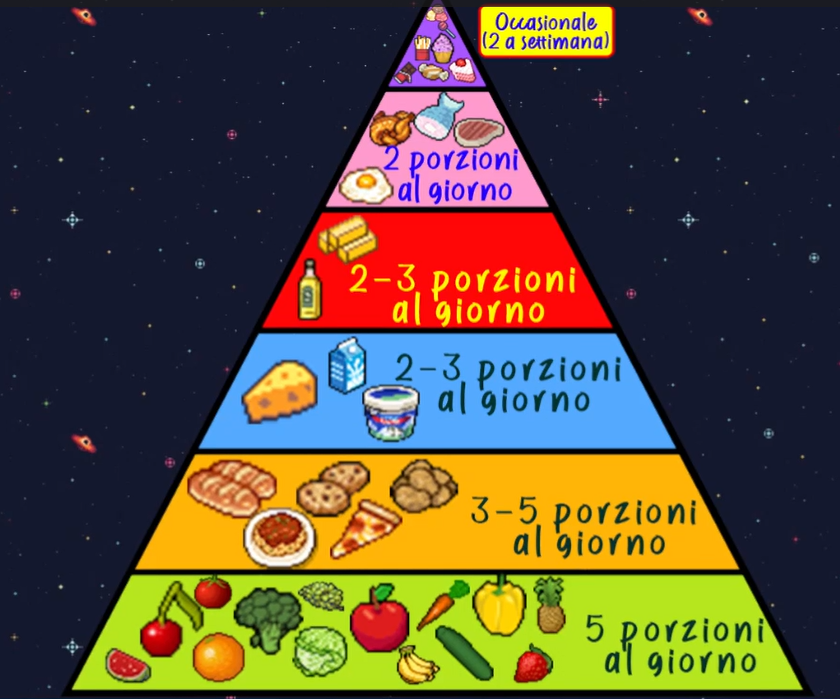 Occasionale
(2 a settimana)
2 porzioni
al giorno
2-3 porzioni
al giorno
2-3 porzioni
al giorno
3-5 porzioni
al giorno
5 porzioni
al giorno